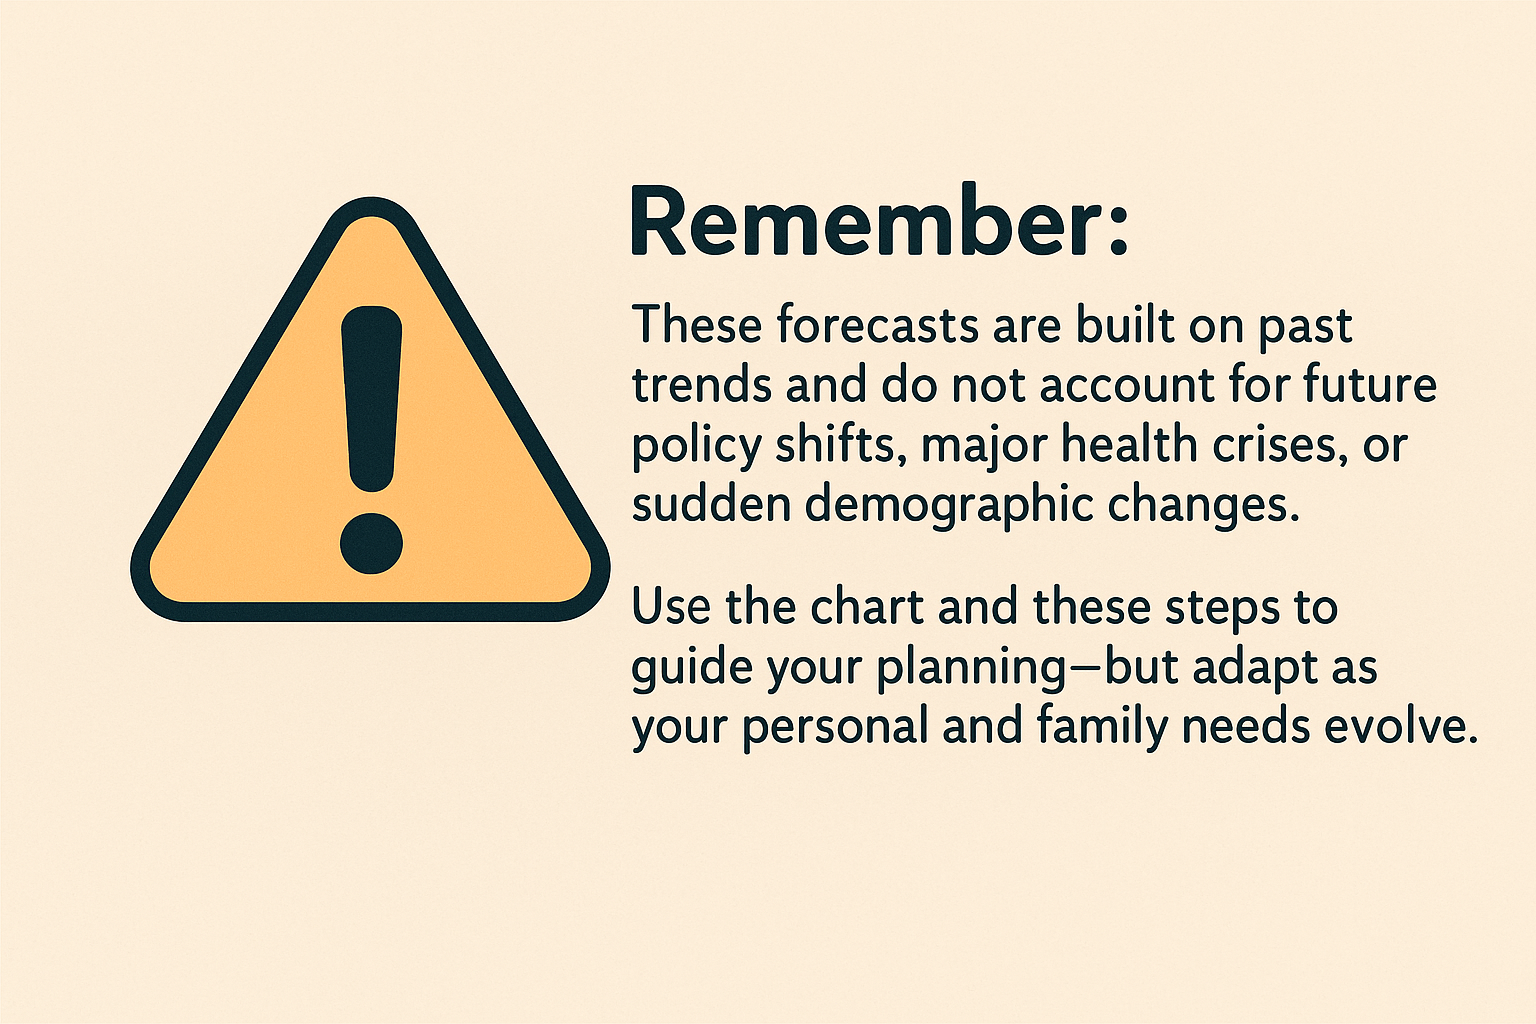 Remember:
These forecasts are built on past
trends and do not account for future
policy shifts, major health crises, or
sudden demographic changes.
Use the chart and these steps to
guide your planning—but adapt as
your personal and family needs evolve.